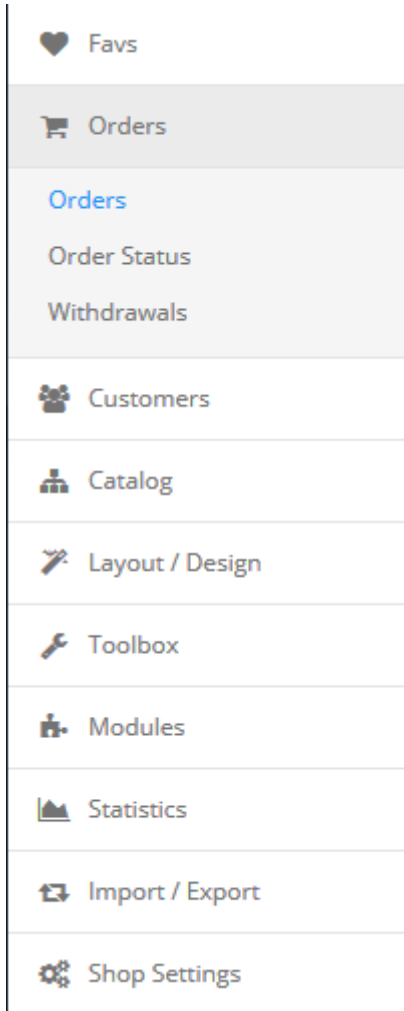 Favs
Orders
Orders
Order Status
Withdrawals
Customers
Catalog
Layout / Design
Toolbox
Modules
Statistics
Import / Export
Shop Settings